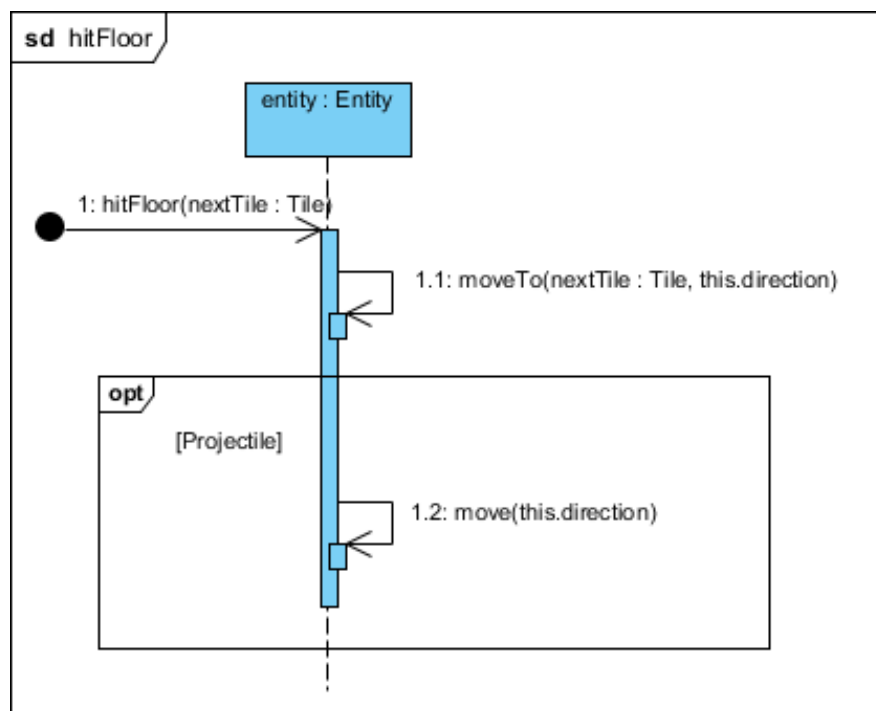 sd hitFloor
entity : Entity
1: hitFloor(nextTile : Tile)
1.1: moveTo(nextTile : Tile, this.direction)
opt
[Projectile]
1.2: move(this.direction)